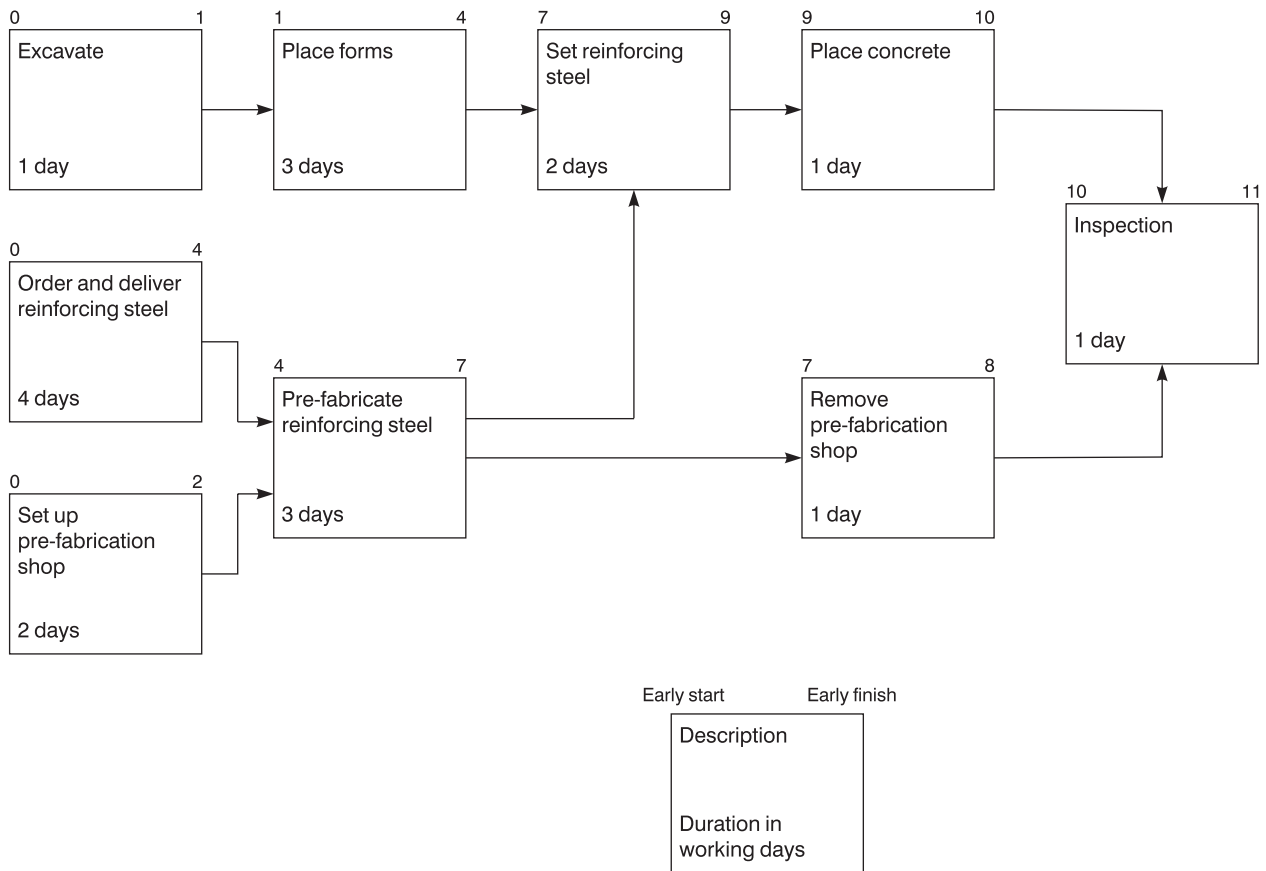 0 1
Excavate
1 day
1 4
Place forms
3 days
7 9
Set reinforcing
steel
2 days
9 10
Place concrete
1 day
10 11
Inspection
1 day
0 4
Order and deliver
reinforcing steel
4 days
4 7
Pre-fabricate
reinforcing steel
3 days
7 8
Remove
pre-fabrication
shop
1 day
0 2
Set up
pre-fabrication
shop
2 days
Early start Early finish
Description
Duration in
working days